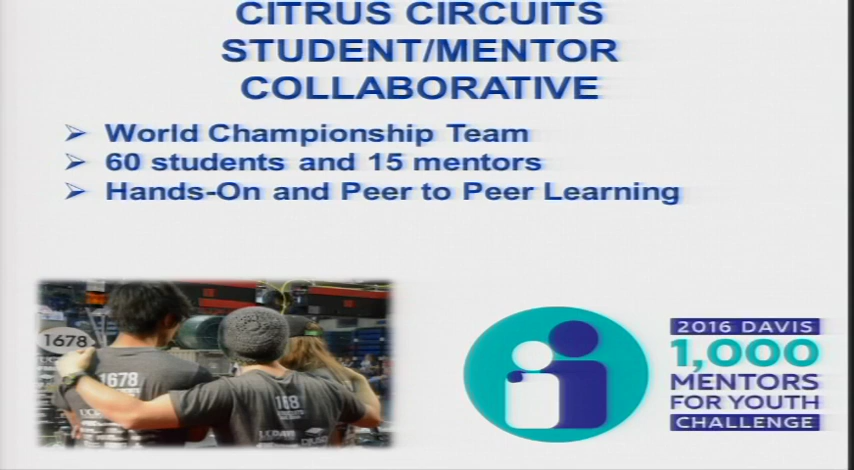 CITRUS CIRCUITS
STUDENT/MENTOR
COLLABORATIVE
➢ World Championship Team
➢ 60 students and 15 mentors
➢ Hands-On and Peer to Peer Learning
1678
1678
2016 DAVIS
1,000
MENTORS
FOR YOUTH
CHALLENGE